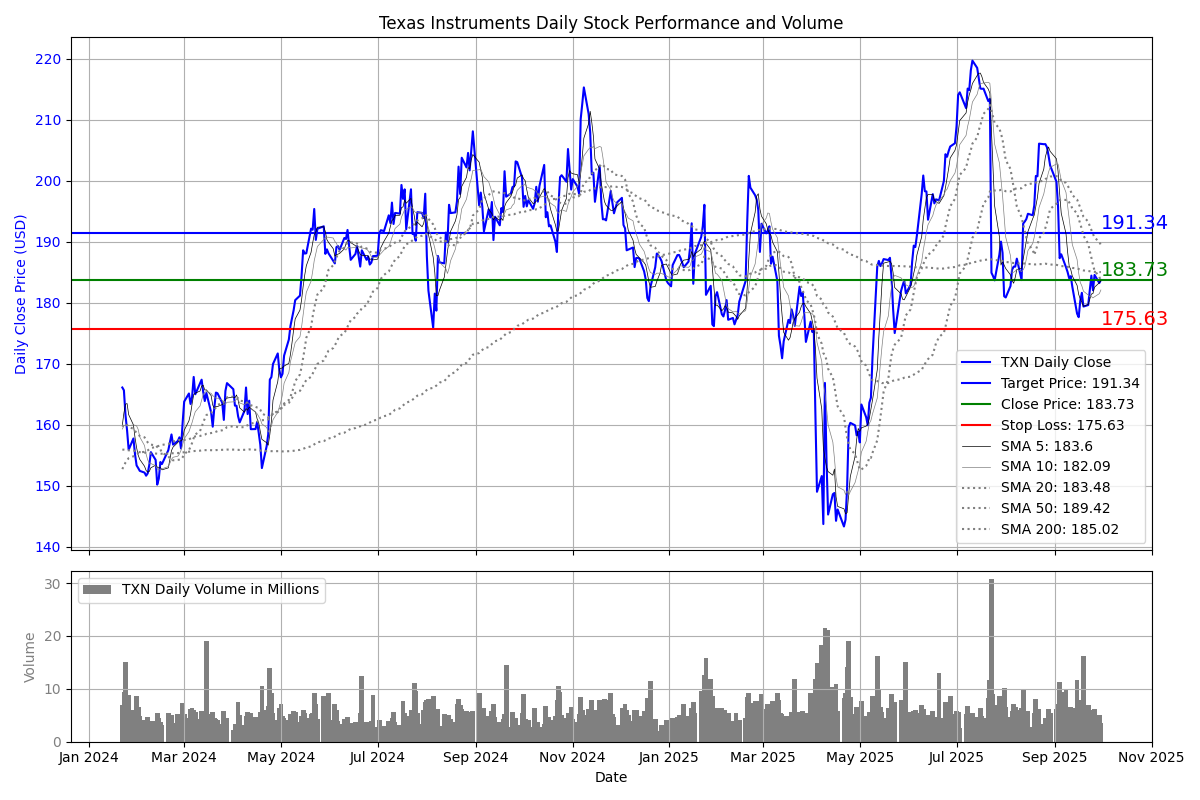 Texas Instruments Daily Stock Performance and Volume
Daily Close Price (USD)
220
210
200
190
180
170
160
150
140
191.34
183.73
175.63
TXN Daily Close
Target Price: 191.34
Close Price: 183.73
Stop Loss: 175.63
SMA 5: 183.6
SMA 10: 182.09
SMA 20: 183.48
SMA 50: 189.42
SMA 200: 185.02
Volume
30
20
10
0
TXN Daily Volume in Millions
Jan 2024 Mar 2024 May 2024 Jul 2024 Sep 2024 Nov 2024 Jan 2025 Mar 2025 May 2025 Jul 2025 Sep 2025 Nov 2025
Date